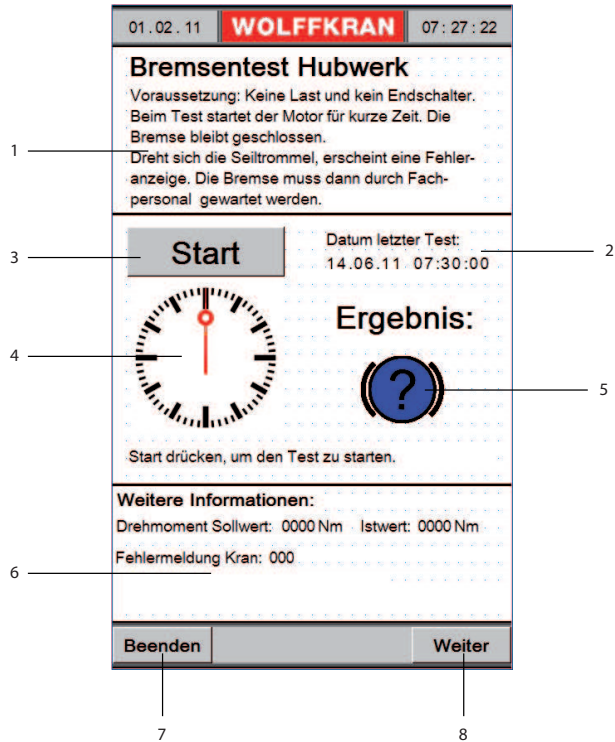 01.02.11 WOLFFKRAN 07:27:22
Bremsentest Hubwerk
Voraussetzung: Keine Last und kein Endschalter.
Beim Test startet der Motor für kurze Zeit. Die
Bremse bleibt geschlossen.
1
Dreht sich die Seiltrommel, erscheint eine Fehler-
anzeige. Die Bremse muss dann durch Fach-
personal gewartet werden.
3
Start
Datum letzter Test:
14.06.11 07:30:00
2
4
Ergebnis:
?
5
Start drücken, um den Test zu starten.
Weitere Informationen:
Drehmoment Sollwert: 0000 Nm Istwert: 0000 Nm
Fehlermeldung Kran: 000
6
Beenden Weiter
7 8